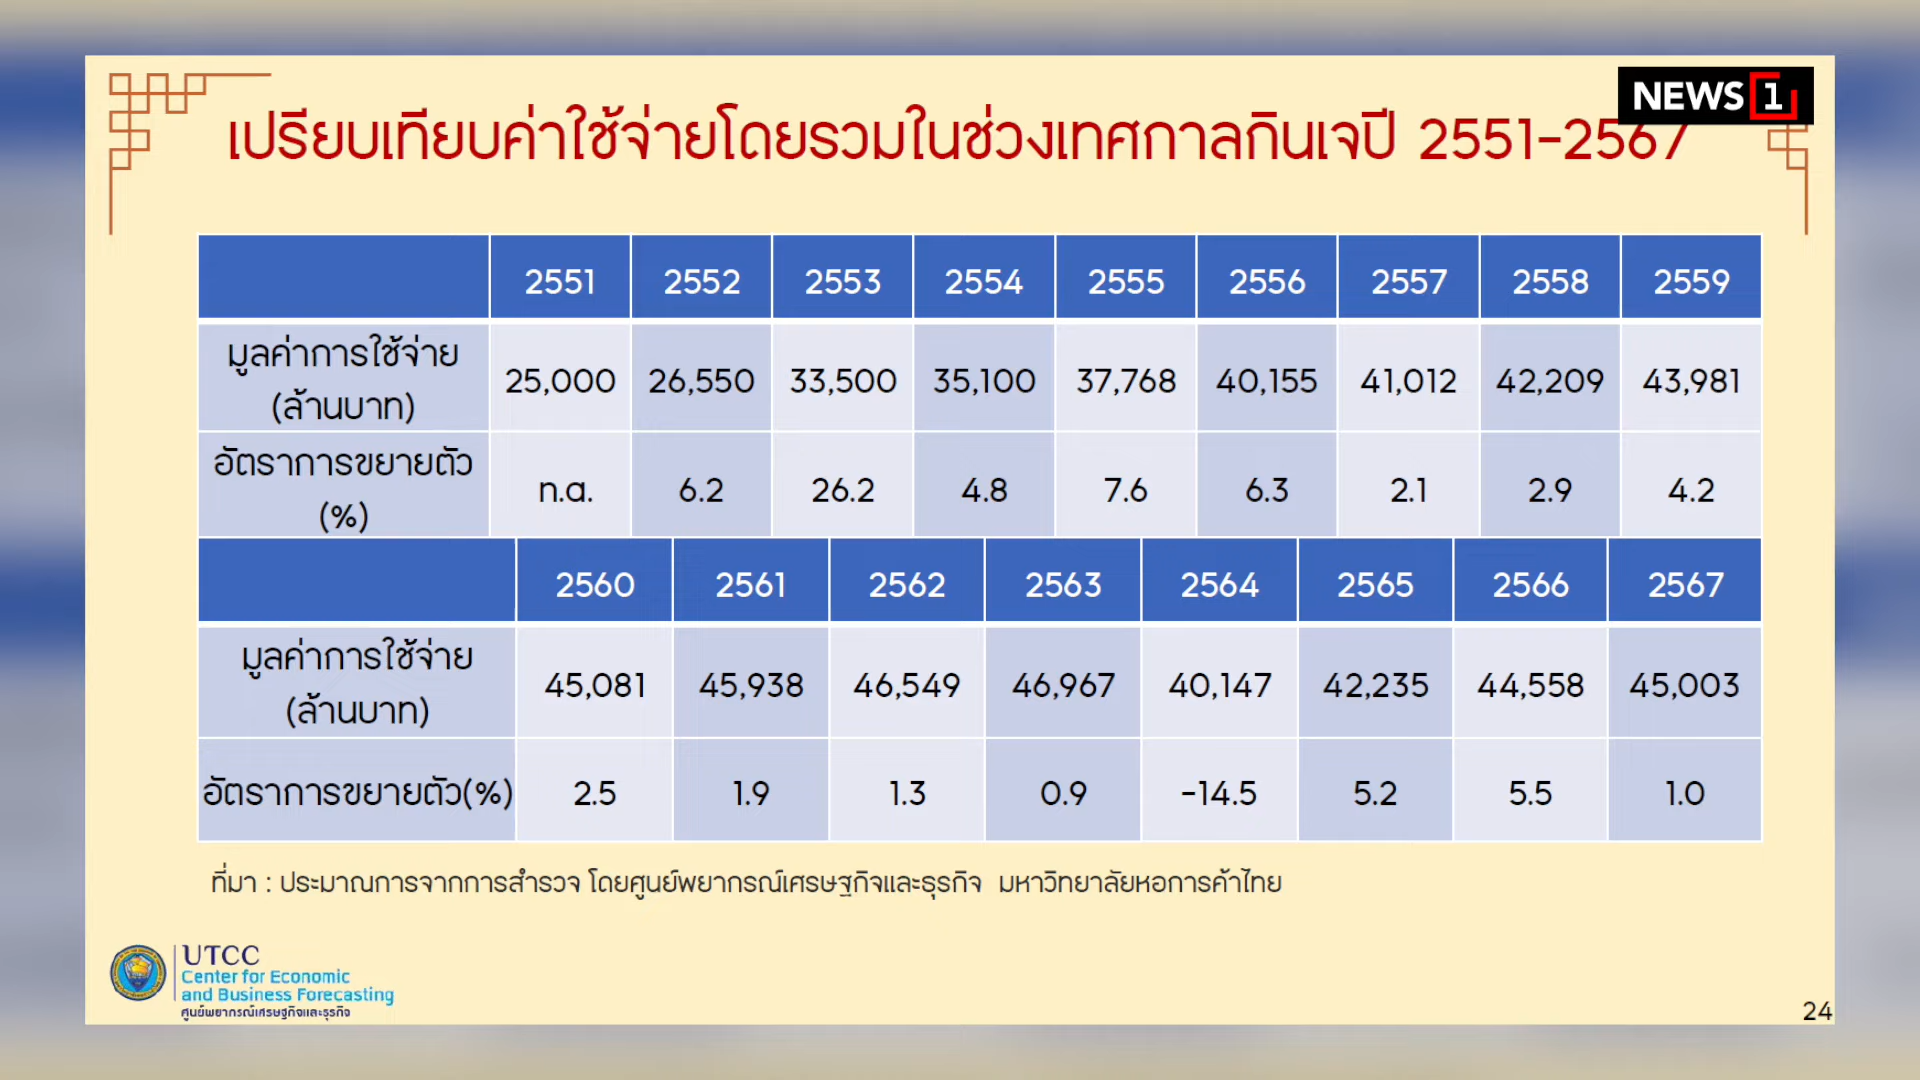 NEWS 1
เปรียบเทียบค่าใช้จ่ายโดยรวมในช่วงเทศกาลกินเจปี 2551-2567
2551 2552 2553 2554 2555 2556 2557 2558 2559
มูลค่าการใช้จ่าย
(ล้านบาท) 25,000 26,550 33,500 35,100 37,768 40,155 41,012 42,209 43,981
อัตราการขยายตัว
(%) n.a. 6.2 26.2 4.8 7.6 6.3 2.1 2.9 4.2
2560 2561 2562 2563 2564 2565 2566 2567
มูลค่าการใช้จ่าย
(ล้านบาท) 45,081 45,938 46,549 46,967 40,147 42,235 44,558 45,003
อัตราการขยายตัว(%) 2.5 1.9 1.3 0.9 -14.5 5.2 5.5 1.0
ที่มา : ประมาณการจากการสำรวจ โดยศูนย์พยากรณ์เศรษฐกิจและธุรกิจ มหาวิทยาลัยหอการค้าไทย
UTCC
Center for Economic
and Business Forecasting
ศูนย์พยากรณ์เศรษฐกิจและธุรกิจ
24